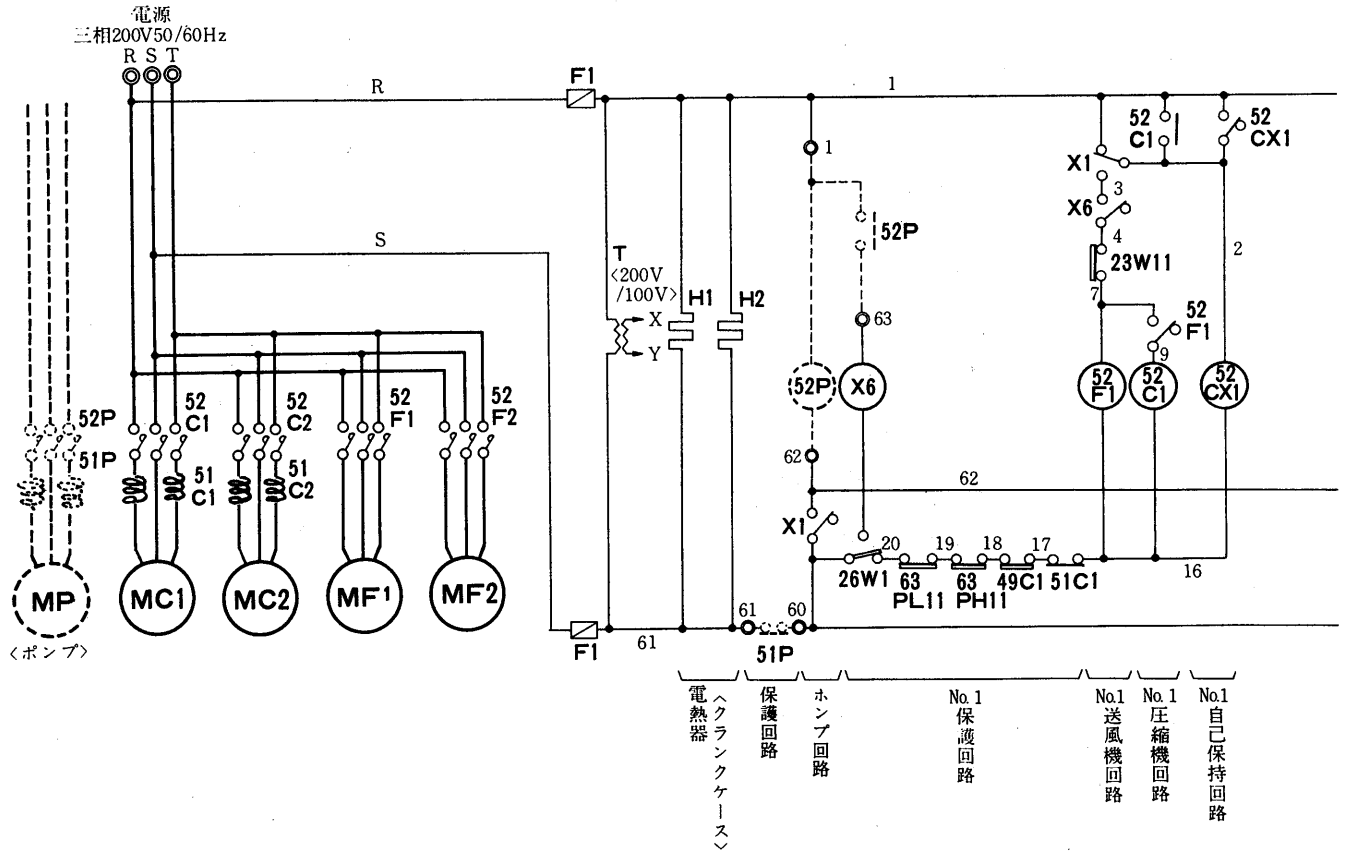 電源
三相200V50/60Hz
R S T
R
F1
1
52
C1
52
CX1
1
X1
3
X6
4
52P
23W11
2
S
T
〈200V
/100V〉
H1
H2
X
Y
63
7
52
F1
9
52P
X6
52
F1
52
C1
52
CX1
52P
51P
52
C1
51
C1
52
C2
51
C2
52
F1
52
F2
62
62
X1
20
19
18
17
16
26W1
63
PL11
63
PH11
49C1
51C1
MP
MC1
MC2
MF1
MF2
〈ポンプ〉
F1
61
61
60
51P
電熱器
〈クランクケース〉
保護回路
ホンプ回路
No.1
保護回路
No.1
送風機回路
No.1
圧縮機回路
No.1
自己保持回路